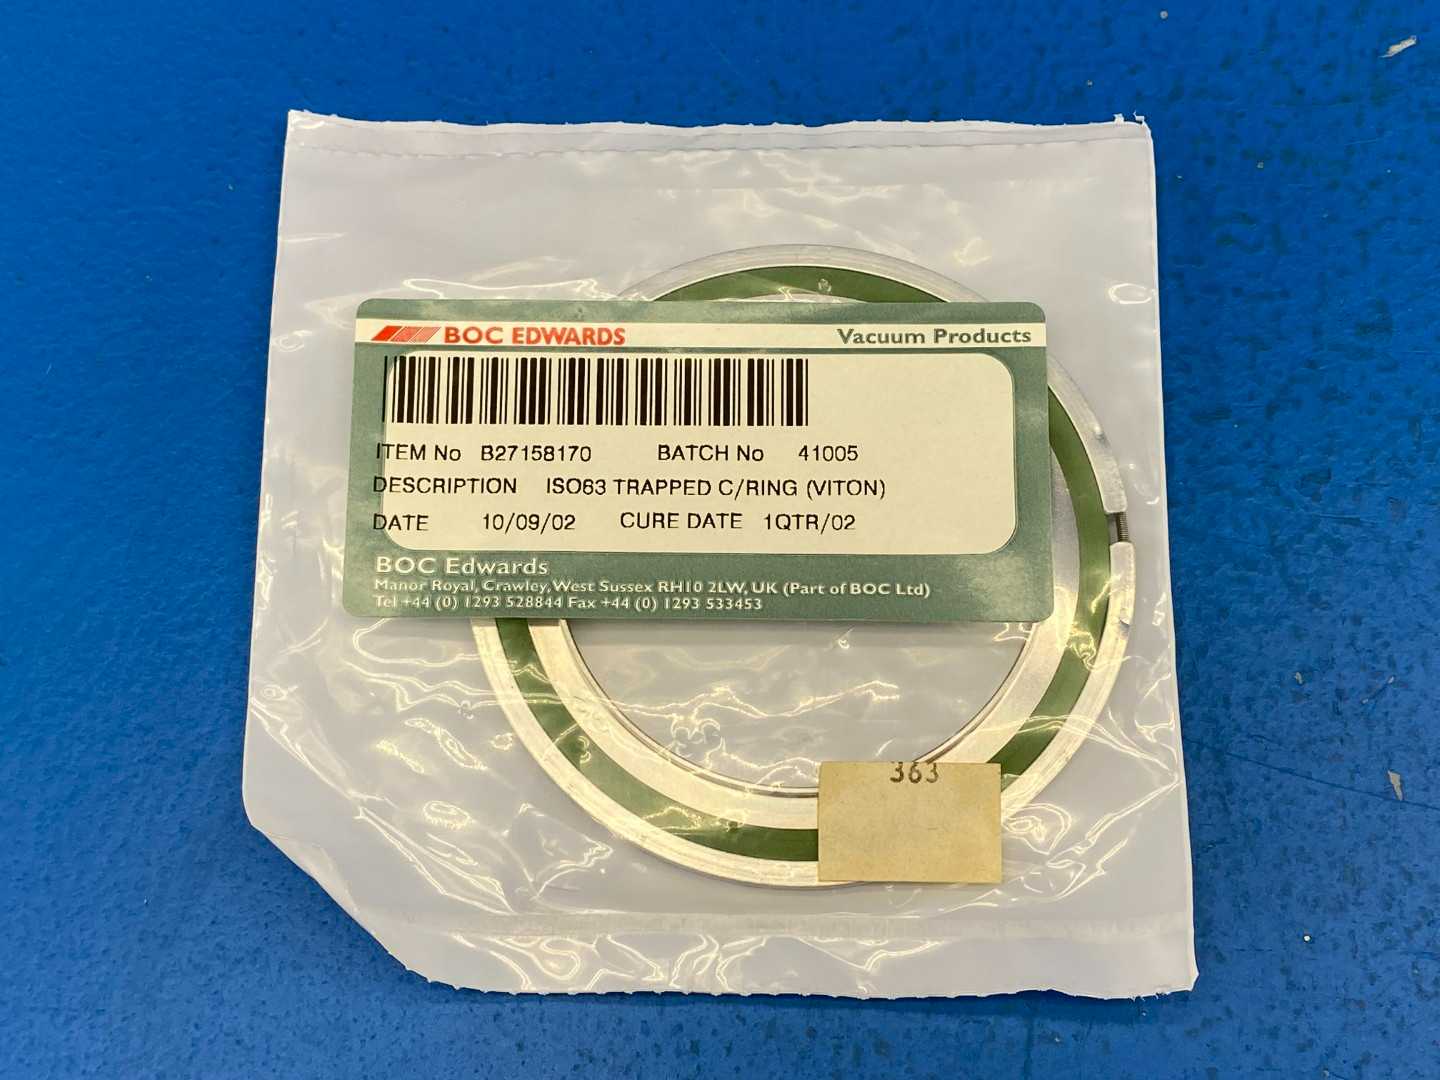 BOC EDWARDS Vacuum Products
ITEM No B27158170 BATCH No 41005
DESCRIPTION ISO63 TRAPPED C/RING (VITON)
DATE 10/09/02 CURE DATE 1QTR/02
BOC Edwards
Manor Royal, Crawley, West Sussex RH10 2LW, UK (Part of BOC Ltd)
Tel +44 (0) 1293 528844 Fax +44 (0) 1293 533453
363